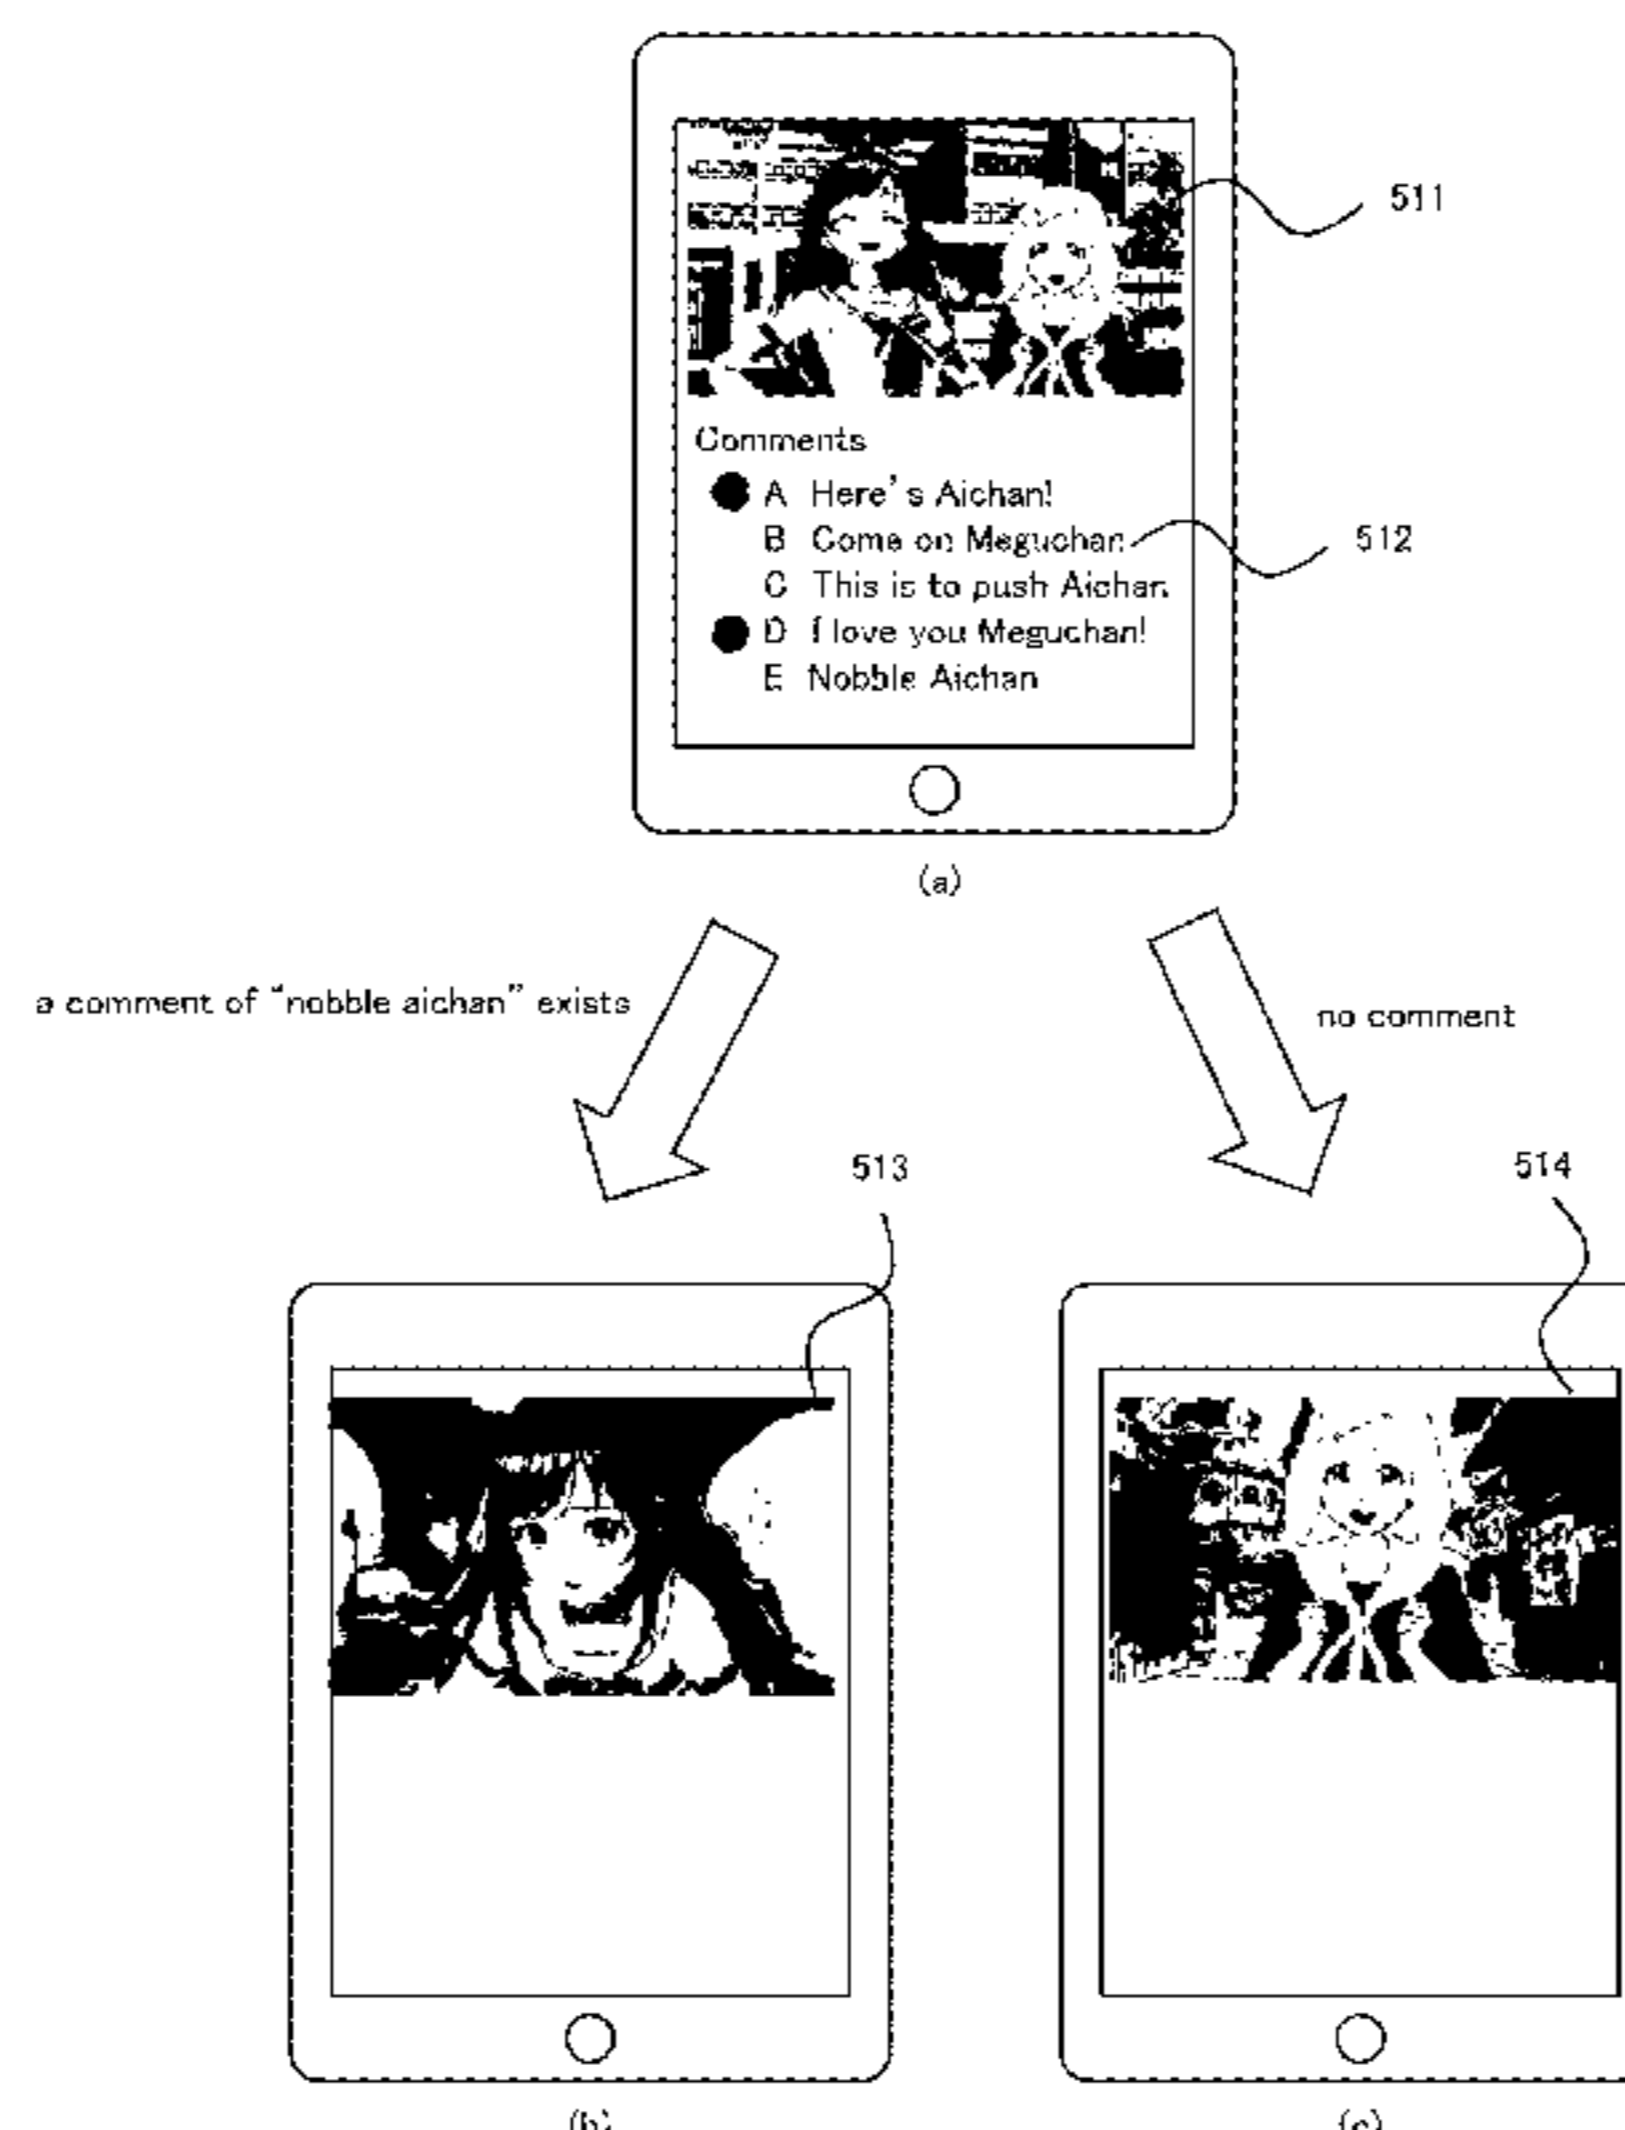 511
Comments
A Here's Aichan!
B Come on Meguchan
512
C This is to push Aichan
D I love you Meguchan!
E Nobble Aichan
(a)
a comment of "nobble aichan" exists
no comment
513
514
(b)
(c)